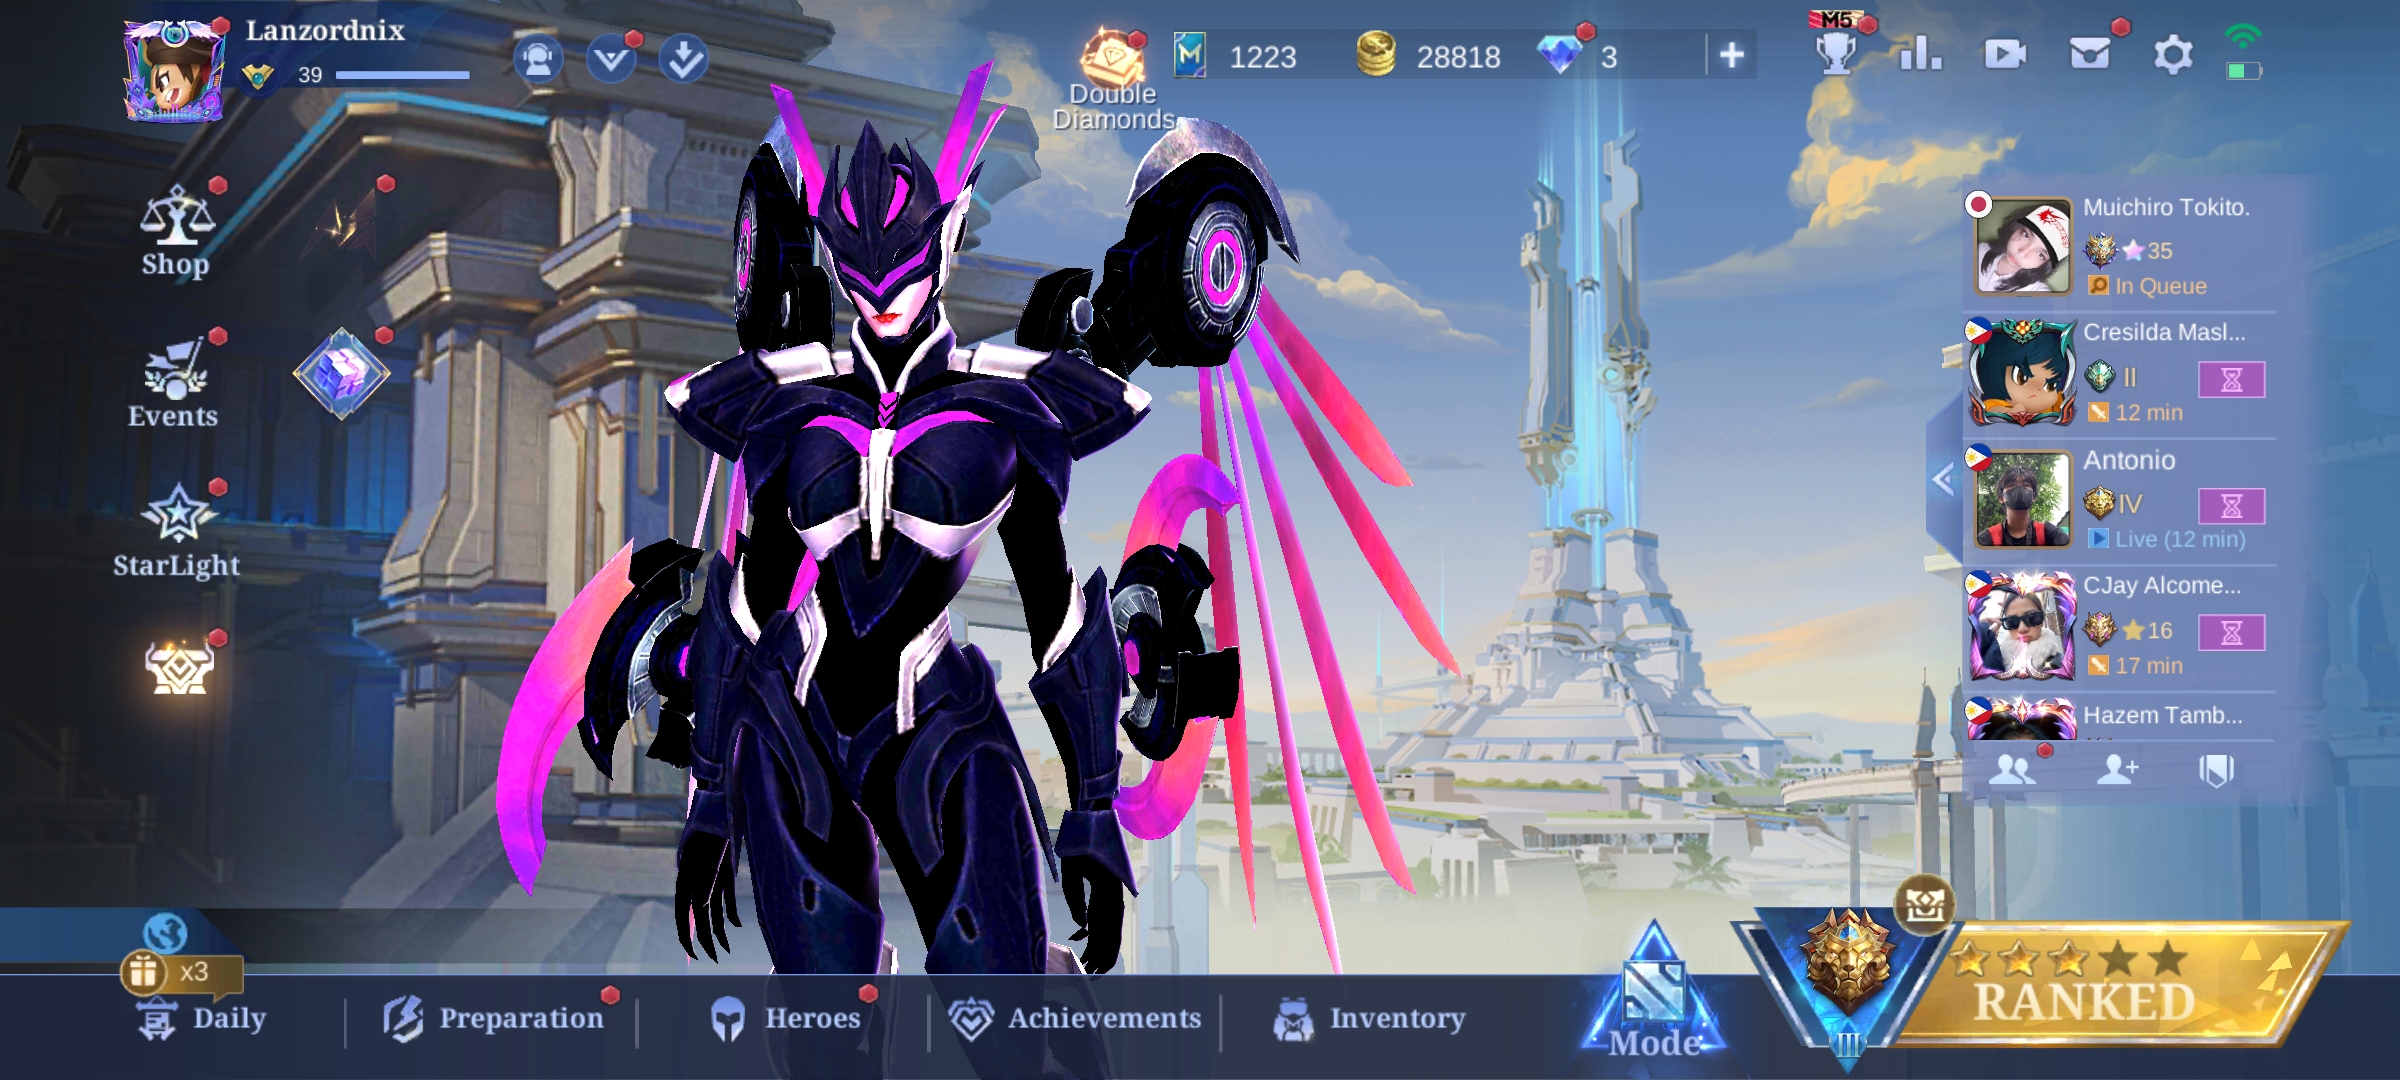 Lanzordnix
39
Double
Diamonds
1223
28818
3
M5
Shop
Events
StarLight
Muichiro Tokito.
35
In Queue
Cresilda Masl...
II
12 min
Antonio
IV
Live (12 min)
CJay Alcome...
16
17 min
Hazem Tamb...
x3
Daily
Preparation
Heroes
Achievements
Inventory
Mode
III
RANKED